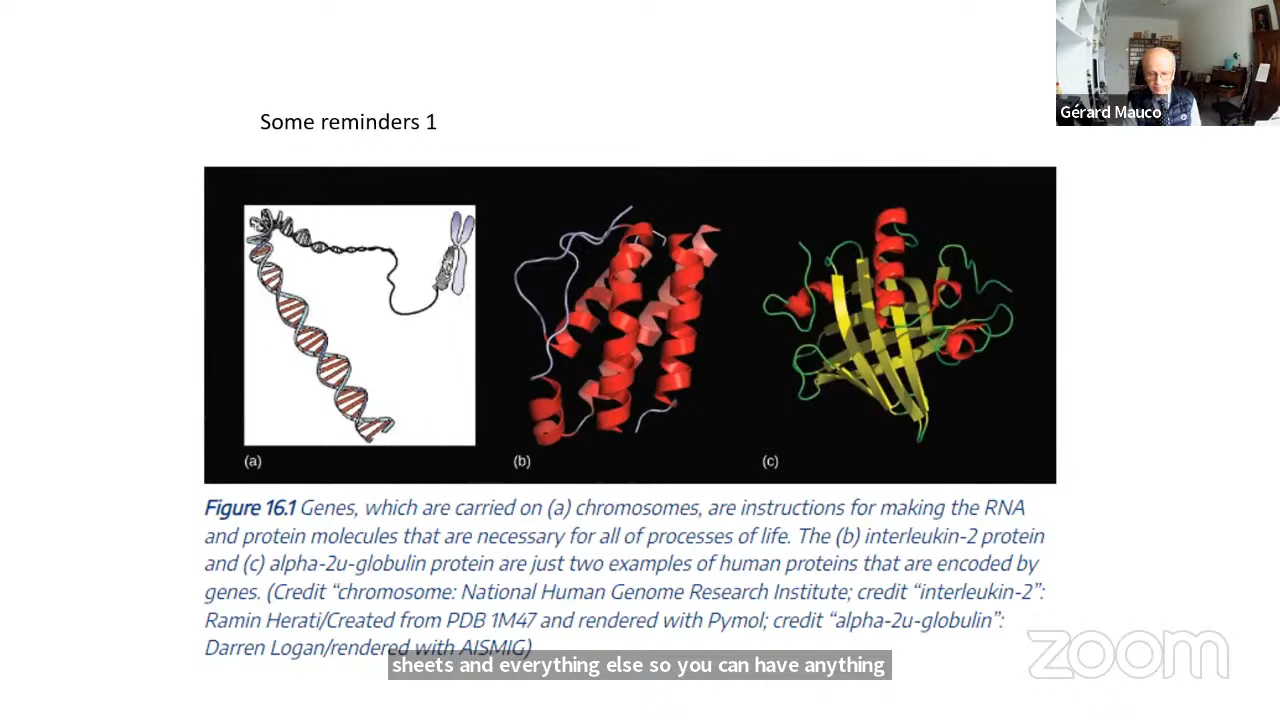 Gérard Mauco
Some reminders 1
(a)
(b)
(c)
Figure 16.1 Genes, which are carried on (a) chromosomes, are instructions for making the RNA
and protein molecules that are necessary for all of processes of life. The (b) interleukin-2 protein
and (c) alpha-2u-globulin protein are just two examples of human proteins that are encoded by
genes. (Credit “chromosome: National Human Genome Research Institute; credit “interleukin-2”:
Ramin Herati/Created from PDB 1M47 and rendered with Pymol; credit “alpha-2u-globulin”:
Darren Logan/rendered with AISMIG)
sheets and everything else so you can have anything
zoom